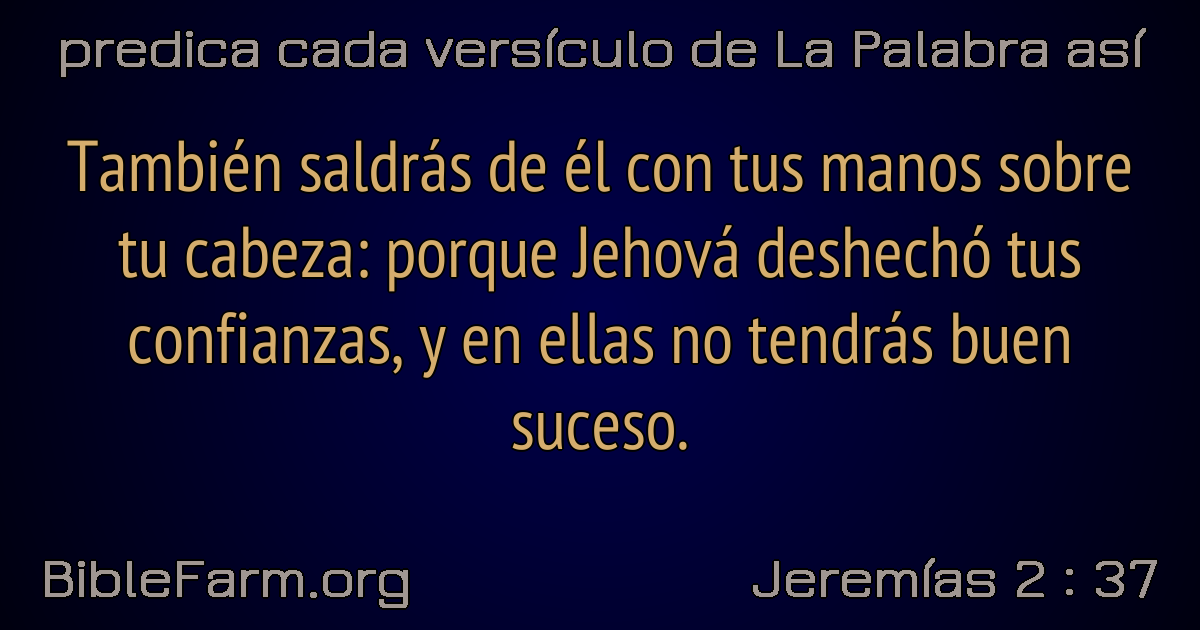 predica cada versículo de La Palabra así
También saldrás de él con tus manos sobre
tu cabeza: porque Jehová deshechó tus
confianzas, y en ellas no tendrás buen
suceso.
BibleFarm.org
Jeremías 2 : 37